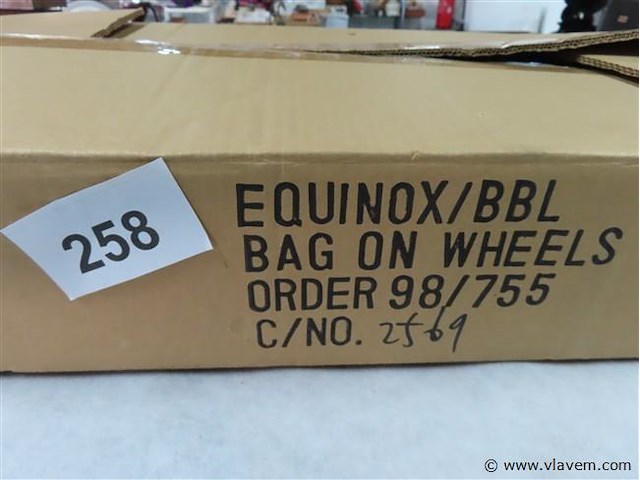 258
EQUINOX/BBL
BAG ON WHEELS
ORDER 98/755
C/NO. 2569
© www.vlavem.com